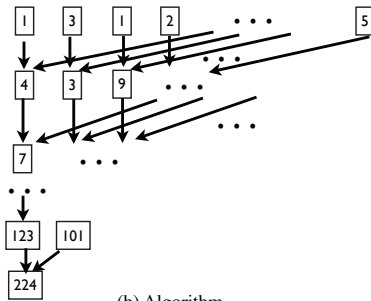 1 3 1 2 • • • 5
4 3 9 • • • • • •
7 • • • • • •
• • •
123 101
224
(b) Algorithm